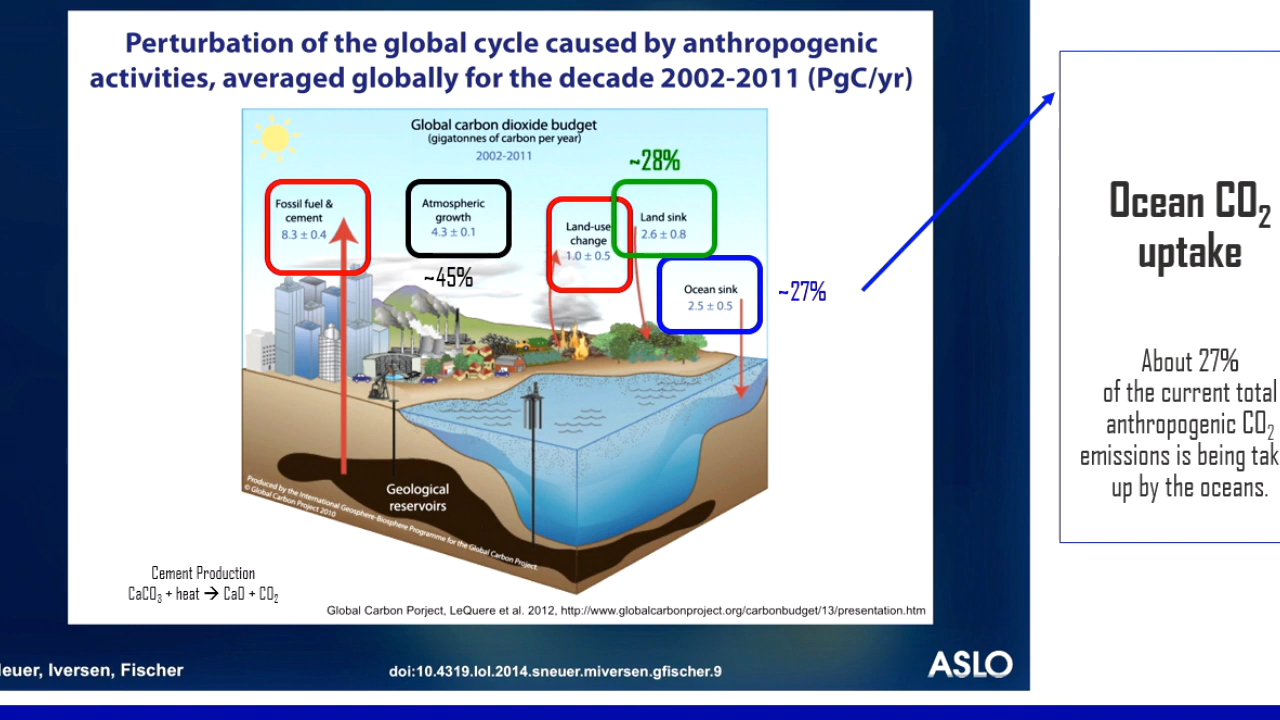 Perturbation of the global cycle caused by anthropogenic
activities, averaged globally for the decade 2002-2011 (PgC/yr)
Global carbon dioxide budget
(gigatonnes of carbon per year)
2002-2011
~28%
Fossil fuel &
cement
8.3 ± 0.4
Atmospheric
growth
4.3 ± 0.1
~45%
Land-use
change
1.0 ± 0.5
Land sink
2.6 ± 0.8
Ocean sink
2.5 ± 0.5
~27%
Ocean CO₂
uptake
About 27%
of the current total
anthropogenic CO₂
emissions is being tak
up by the oceans.
Geological
reservoirs
Produced by the International Geosphere-Biosphere Programme for the Global Carbon Project.
© Global Carbon Project 2010
Cement Production
CaCO₃ + heat → CaO + CO₂
Global Carbon Porject, LeQuere et al. 2012, http://www.globalcarbonproject.org/carbonbudget/13/presentation.htm
leuer, Iversen, Fischer
doi:10.4319/lol.2014.sneuer.miversen.gfischer.9
ASLO